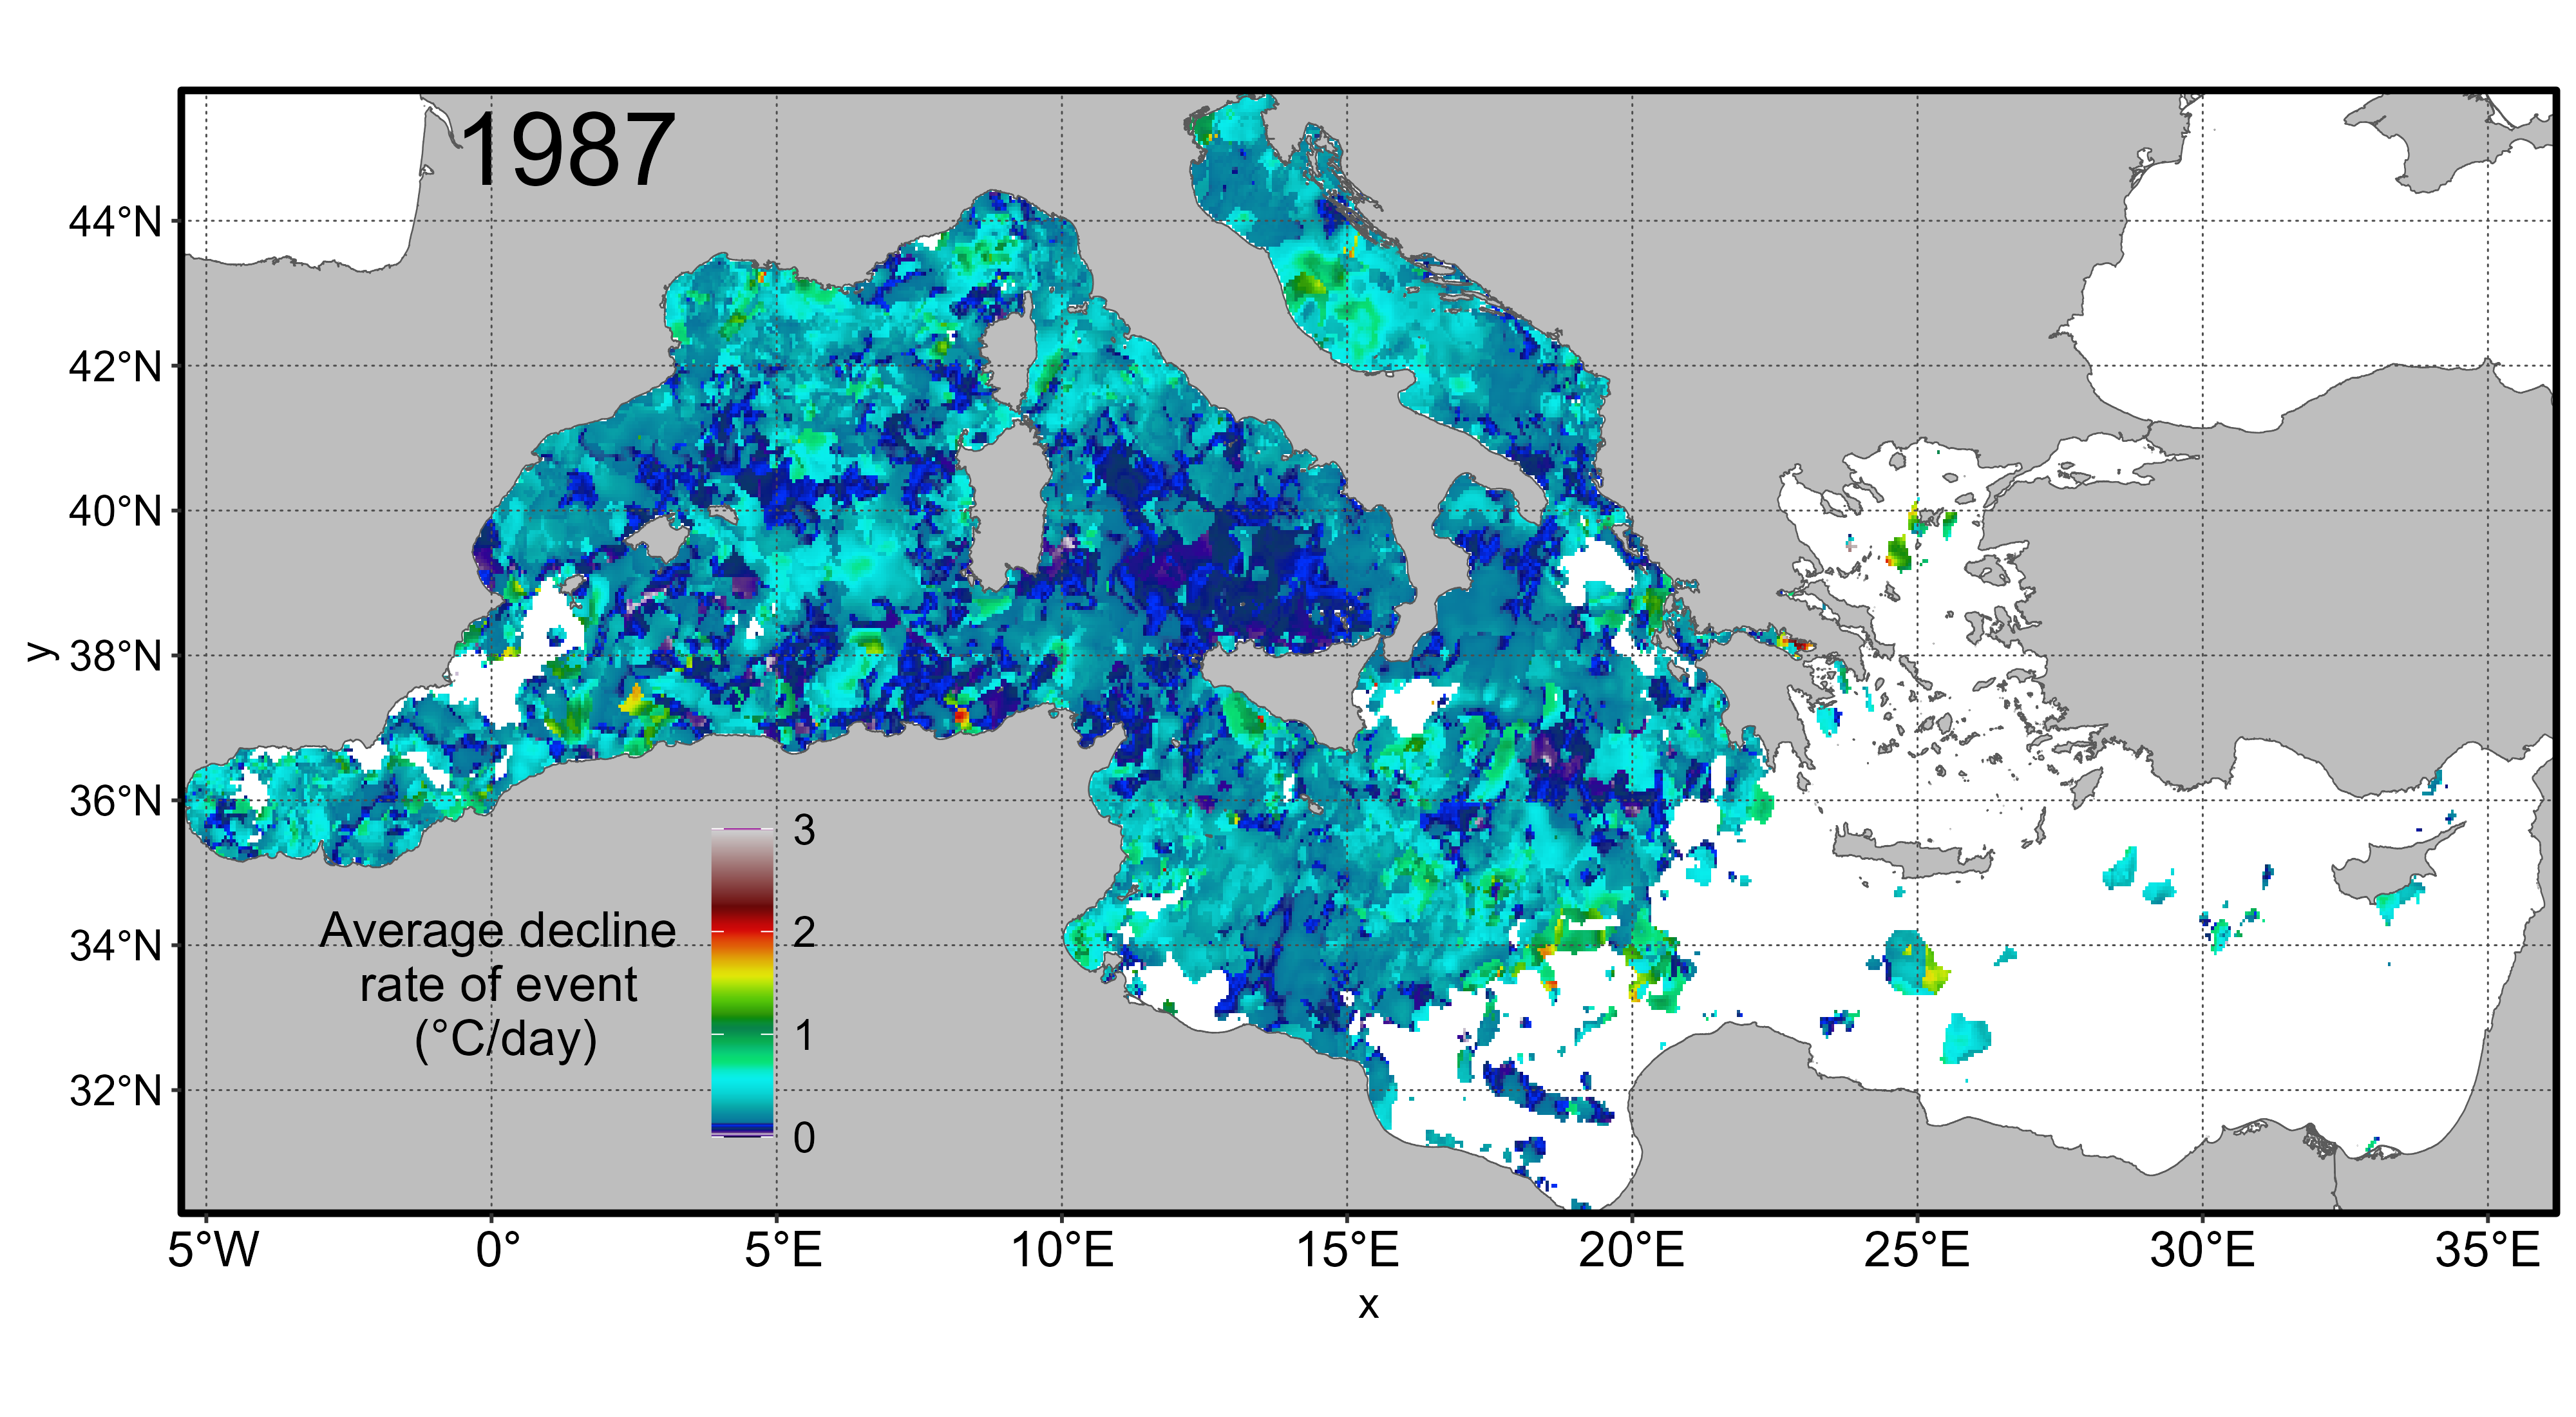 1987
44°N
42°N
40°N
38°N
36°N
34°N
32°N
y
Average decline
rate of event
(°C/day)
3
2
1
0
5°W
0°
5°E
10°E
15°E
20°E
25°E
30°E
35°E
x